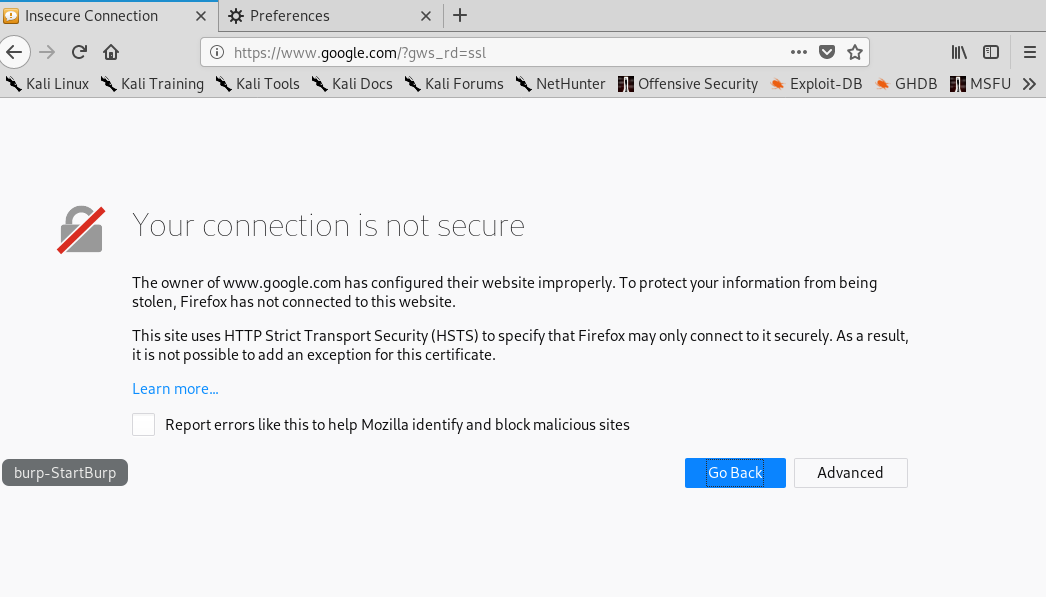 Insecure Connection
Preferences
https://www.google.com/?gws_rd=ssl
Kali Linux Kali Training Kali Tools Kali Docs Kali Forums NetHunter Offensive Security Exploit-DB GHDB MSFU
Your connection is not secure
The owner of www.google.com has configured their website improperly. To protect your information from being
stolen, Firefox has not connected to this website.
This site uses HTTP Strict Transport Security (HSTS) to specify that Firefox may only connect to it securely. As a result,
it is not possible to add an exception for this certificate.
Learn more...
Report errors like this to help Mozilla identify and block malicious sites
burp-StartBurp
Go Back
Advanced